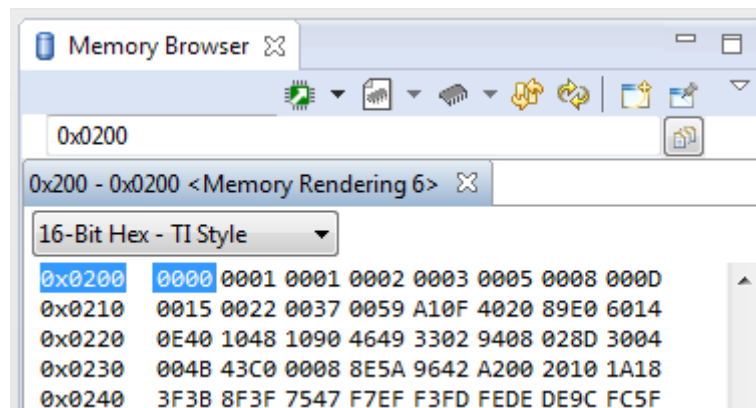 Memory Browser
0x0200
0x200 - 0x0200 <Memory Rendering 6>
16-Bit Hex - TI Style
0x0200 0000 0001 0001 0002 0003 0005 0008 000D
0x0210 0015 0022 0037 0059 A10F 4020 89E0 6014
0x0220 0E40 1048 1090 4649 3302 9408 028D 3004
0x0230 004B 43C0 0008 8E5A 9642 A200 2010 1A18
0x0240 3F3B 8F3F 7547 F7EF F3FD FEDE DE9C FC5F